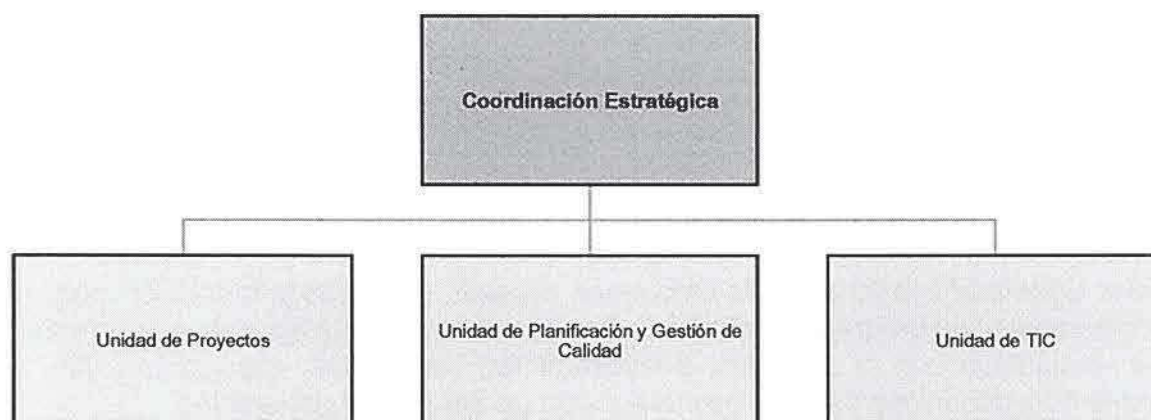 Coordinación Estratégica
Unidad de Proyectos
Unidad de Planificación y Gestión de
Calidad
Unidad de TIC